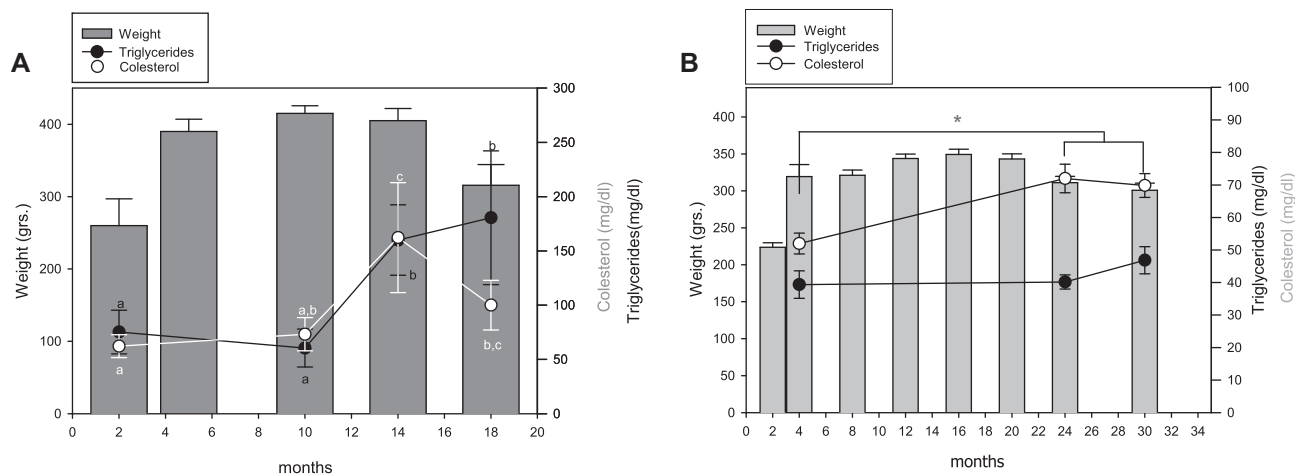 A
Weight
Triglycerides
Colesterol
Weight (grs.)
400
300
200
100
0
300
250
200
150
100
50
0
Colesterol (mg/dl)
Triglycerides(mg/dl)
a
a
a,b
a
c
b
b
b,c
0 2 4 6 8 10 12 14 16 18 20
months
B
Weight
Triglycerides
Colesterol
Weight (grs.)
400
350
300
250
200
150
100
50
0
*
100
90
80
70
60
50
40
30
20
10
0
Triglycerides (mg/dl)
Colesterol (mg/dl)
0 2 4 6 8 10 12 14 16 18 20 22 24 26 28 30 32 34
months